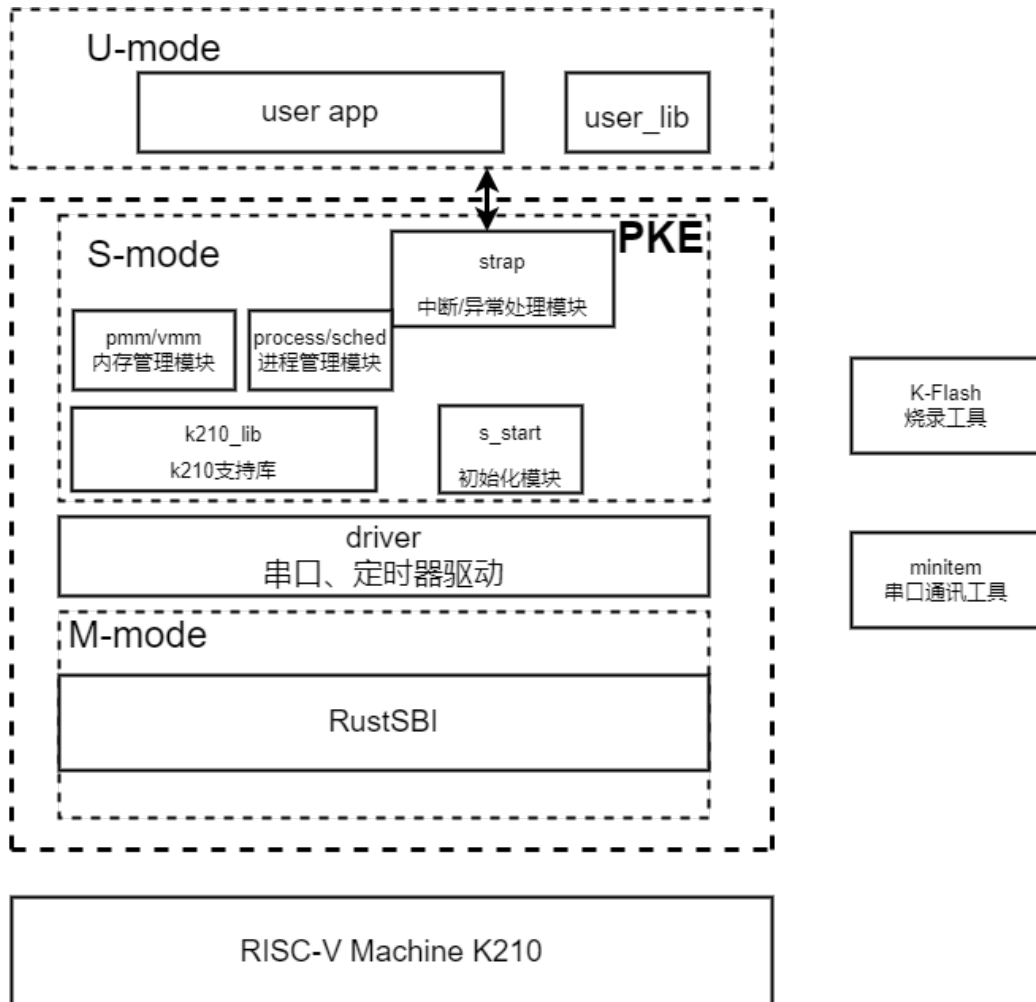 U-mode
user app
user_lib
PKE
S-mode
strap
中断/异常处理模块
pmm/vmm
内存管理模块
process/sched
进程管理模块
k210_lib
k210支持库
s_start
初始化模块
driver
串口、定时器驱动
M-mode
RustSBI
RISC-V Machine K210
K-Flash
烧录工具
minitem
串口通讯工具